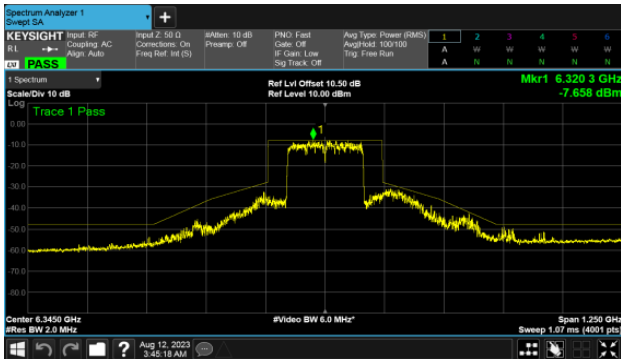 Spectrum Analyzer 1
Swept SA
KEYSIGHT Input: RF Input Z: 50 Ω #Atten: 10 dB PNO: Fast Avg Type: Power (RMS) 1 2 3 4 5 6
RL Coupling: AC Corrections: On Preamp: Off Gate: Off Avg|Hold: 100/100 A W W W W W
Align: Auto Freq Ref: Int (S) IF Gain: Low Trig: Free Run
LXI PASS Sig Track: Off A N N N N N
1 Spectrum Ref Lvl Offset 10.50 dB Mkr1 6.320 3 GHz
Scale/Div 10 dB Ref Level 10.00 dBm -7.658 dBm
Log Trace 1 Pass
0.00
1
-10.0
-20.0
-30.0
-40.0
-50.0
-60.0
-70.0
-80.0
Center 6.3450 GHz #Video BW 6.0 MHz* Span 1.250 GHz
#Res BW 2.0 MHz Sweep 1.07 ms (4001 pts)
? Aug 12, 2023
3:45:18 AM